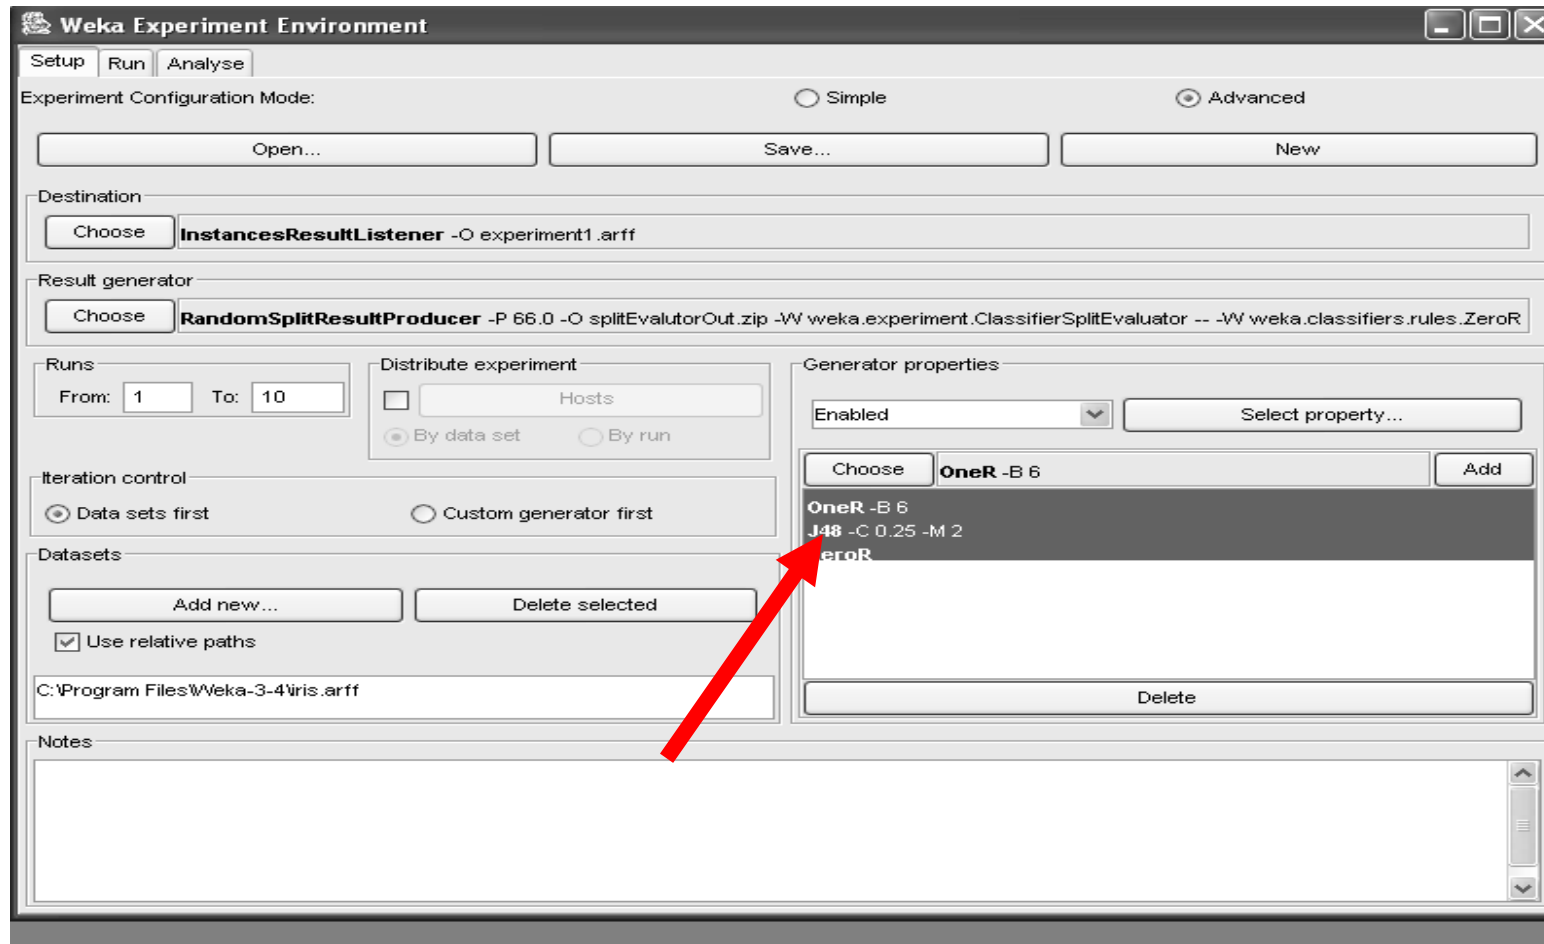 Weka Experiment Environment
Setup Run Analyse
Experiment Configuration Mode: Simple Advanced
Open... Save... New
Destination
Choose InstancesResultListener -O experiment1.arff
Result generator
Choose RandomSplitResultProducer -P 66.0 -O splitEvalutorOut.zip -W weka.experiment.ClassifierSplitEvaluator -- -W weka.classifiers.rules.ZeroR
Runs
From: 1 To: 10
Distribute experiment
Hosts
By data set By run
Generator properties
Enabled Select property...
Choose OneR -B 6 Add
OneR -B 6
J48 -C 0.25 -M 2
ZeroR
Delete
Iteration control
Data sets first Custom generator first
Datasets
Add new... Delete selected
Use relative paths
C:\Program Files\Weka-3-4\iris.arff
Notes